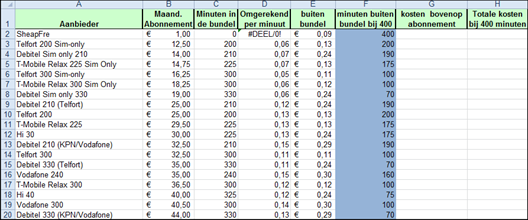 A B C D E F G H
1 Aanbieder Maand. Abonnement Minuten in de bundel Omgerekend per minuut buiten bundel minuten buiten bundel bij 400 kosten bovenop abonnement Totale kosten bij 400 minuten
2 SheapFre € 1,00 0 #DEEL/0! € 0,09 400
3 Telfort 200 Sim-only € 12,50 200 0,06 € 0,13 200
4 Debitel Sim only 210 € 14,00 210 0,07 € 0,24 190
5 T-Mobile Relax 225 Sim Only € 14,75 225 0,07 € 0,13 175
6 Telfort 300 Sim-only € 16,25 300 0,05 € 0,11 100
7 T-Mobile Relax 300 Sim Only € 18,25 300 0,06 € 0,12 100
8 Debitel Sim only 330 € 19,00 330 0,06 € 0,24 70
9 Debitel 210 (Telfort) € 25,00 210 0,12 € 0,24 190
10 Telfort 200 € 25,00 200 0,13 € 0,13 200
11 T-Mobile Relax 225 € 29,50 225 0,13 € 0,13 175
12 Hi 30 € 30,00 225 0,13 € 0,24 175
13 Debitel 210 (KPN/Vodafone) € 32,50 210 0,15 € 0,29 190
14 Telfort 300 € 32,50 300 0,11 € 0,11 100
15 Debitel 330 (Telfort) € 35,00 330 0,11 € 0,24 70
16 Vodafone 240 € 35,00 240 0,15 € 0,30 160
17 T-Mobile Relax 300 € 36,50 300 0,12 € 0,12 100
18 Hi 40 € 40,00 325 0,12 € 0,24 75
19 Vodafone 300 € 40,50 300 0,14 € 0,30 100
20 Debitel 330 (KPN/Vodafone) € 44,00 330 0,13 € 0,29 70